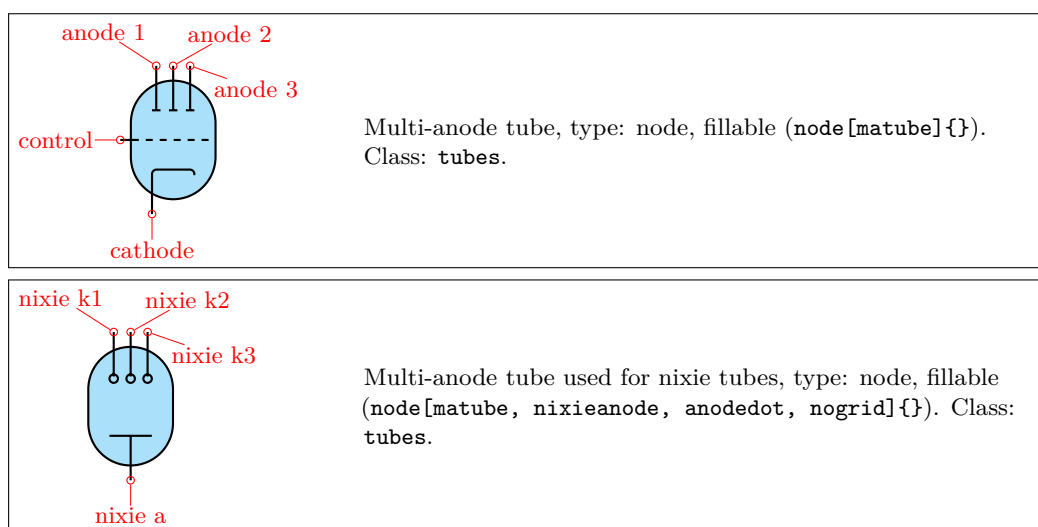 anode 1
anode 2
anode 3
control
cathode
Multi-anode tube, type: node, fillable (node[matube]{}).
Class: tubes.
nixie k1
nixie k2
nixie k3
nixie a
Multi-anode tube used for nixie tubes, type: node, fillable
(node[matube, nixieanode, anodedot, nogrid]{}). Class:
tubes.